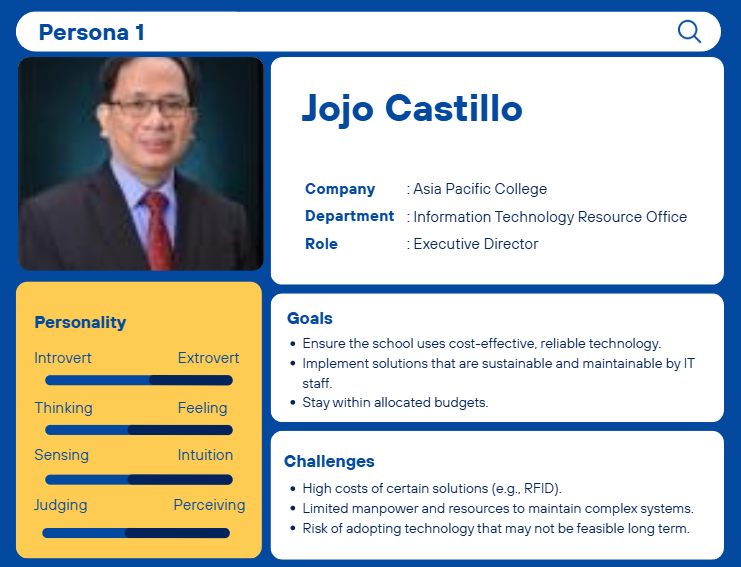 Persona 1
Jojo Castillo
Company : Asia Pacific College
Department : Information Technology Resource Office
Role : Executive Director
Personality
Introvert Extrovert
Thinking Feeling
Sensing Intuition
Judging Perceiving
Goals
• Ensure the school uses cost-effective, reliable technology.
• Implement solutions that are sustainable and maintainable by IT
staff.
• Stay within allocated budgets.
Challenges
• High costs of certain solutions (e.g., RFID).
• Limited manpower and resources to maintain complex systems.
• Risk of adopting technology that may not be feasible long term.